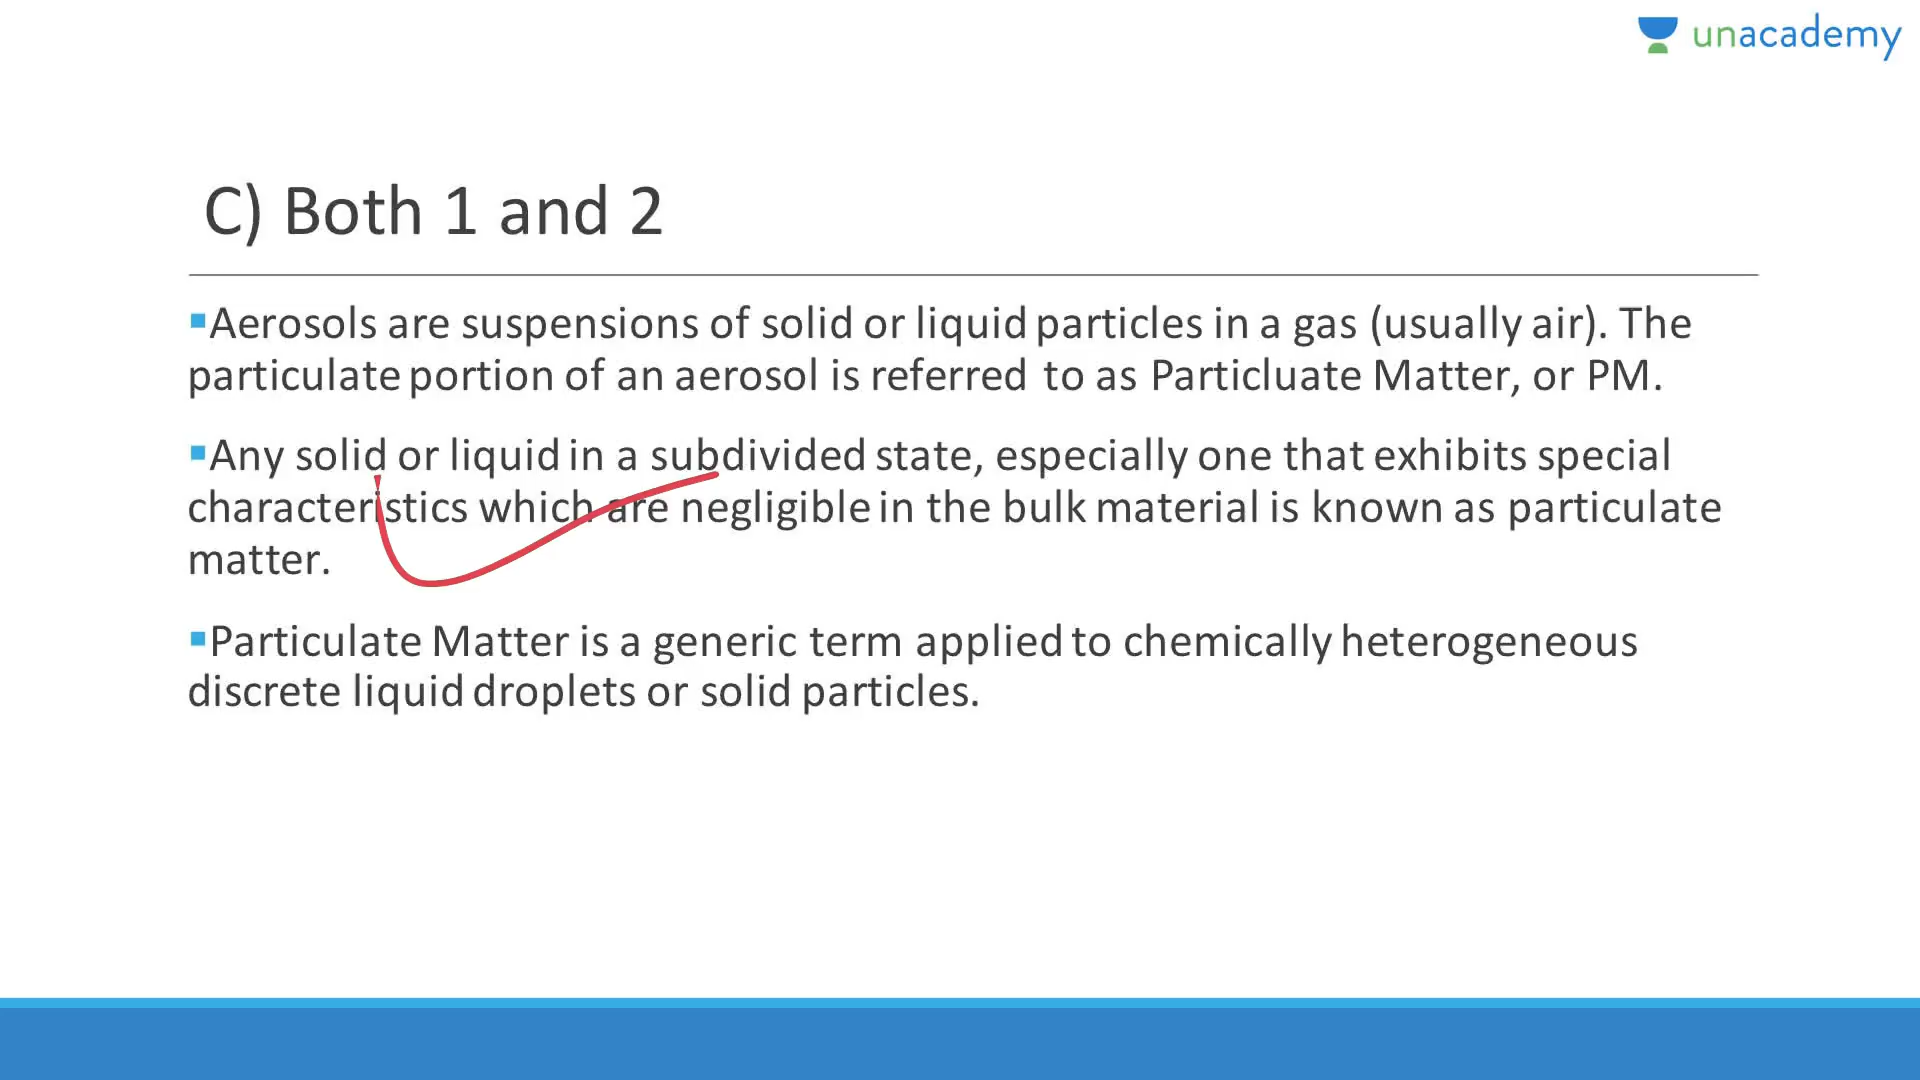 unacademy
C) Both 1 and 2
▪Aerosols are suspensions of solid or liquid particles in a gas (usually air). The
particulate portion of an aerosol is referred to as Particluate Matter, or PM.
▪Any solid or liquid in a subdivided state, especially one that exhibits special
characteristics which are negligible in the bulk material is known as particulate
matter.
▪Particulate Matter is a generic term applied to chemically heterogeneous
discrete liquid droplets or solid particles.